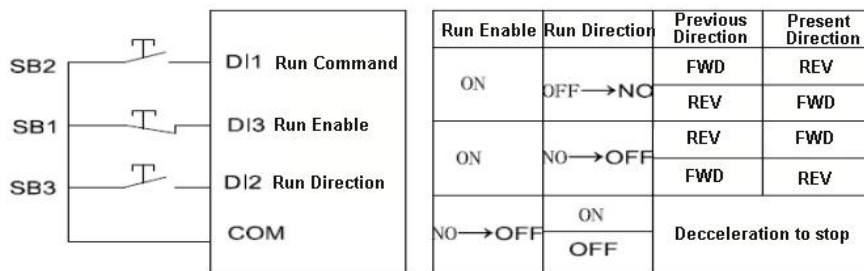 SB2 DI1 Run Command
SB1 DI3 Run Enable
SB3 DI2 Run Direction
COM
Run Enable Run Direction Previous Direction Present Direction
ON OFF→NO FWD REV
REV FWD
ON NO→OFF REV FWD
FWD REV
NO→OFF ON Decceleration to stop
OFF